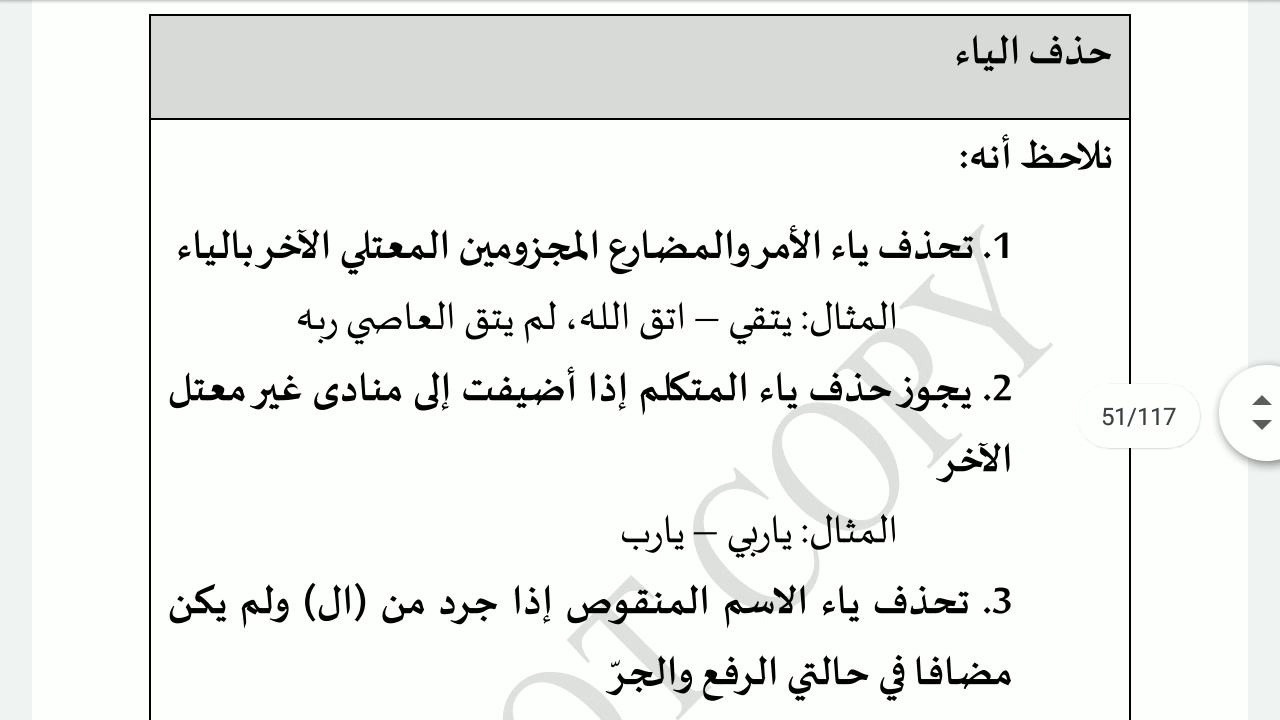 حذف الياء
نلاحظ أنه:
1. تحذف ياء الأمر والمضارع المجزومين المعتلي الآخر بالياء
المثال: يتقي – اتق الله، لم يتق العاصي ربه
2. يجوز حذف ياء المتكلم إذا أضيفت إلى منادى غير معتل
الآخر
51/117
المثال: ياربي – يارب
3. تحذف ياء الاسم المنقوص إذا جرد من (ال) ولم يكن
مضافا في حالتي الرفع والجرّ
OT COPY